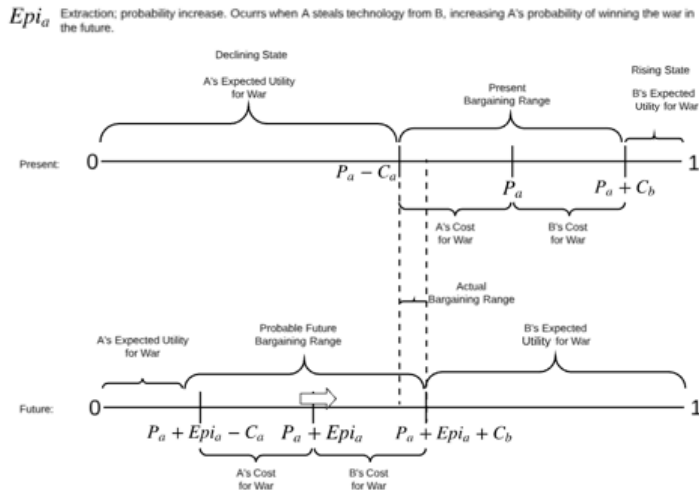 Epi_a Extraction; probability increase. Ocurrs when A steals technology from B, increasing A's probability of winning the war in
the future.
Declining State
A's Expected Utility
for War
Present
Bargaining Range
Rising State
B's Expected
Utility for War
Present:
0
1
P_a − C_a
P_a
P_a + C_b
A's Cost
for War
B's Cost
for War
Actual
Bargaining Range
A's Expected Utility
for War
Probable Future
Bargaining Range
B's Expected
Utility for War
Future:
0
1
P_a + Epi_a − C_a
P_a + Epi_a
P_a + Epi_a + C_b
A's Cost
for War
B's Cost
for War